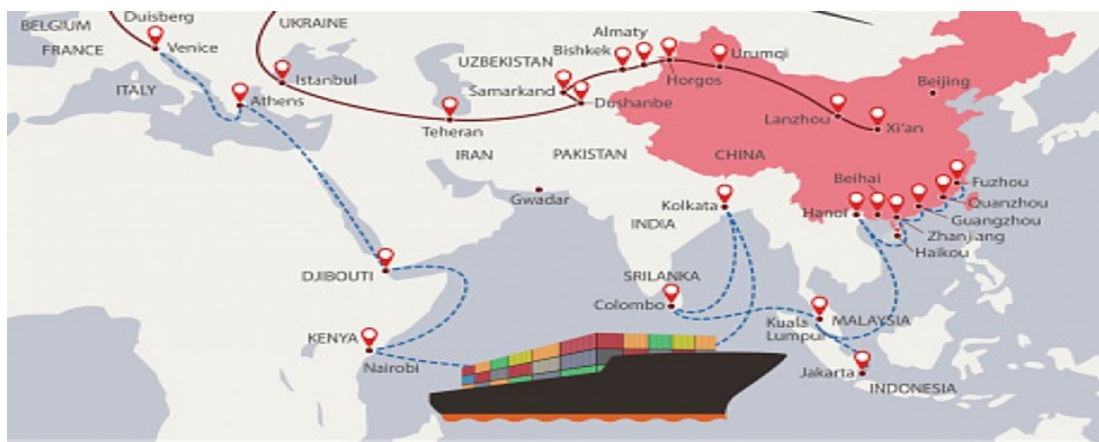 Duisberg
UKRAINE
BELGIUM
FRANCE
Venice
ITALY
Istanbul
Athens
Teheran
IRAN
UZBEKISTAN
Samarkand
Dushanbe
Bishkek
Almaty
Horgos
Urumqi
Beijing
Lanzhou
Xi'an
PAKISTAN
CHINA
Gwadar
Kolkata
INDIA
Beihai
Hanoi
Fuzhou
Quanzhou
Guangzhou
Zhanjiang
Haikou
DJIBOUTI
SRILANKA
Colombo
KENYA
Nairobi
Kuala
Lumpur
MALAYSIA
Jakarta
INDONESIA